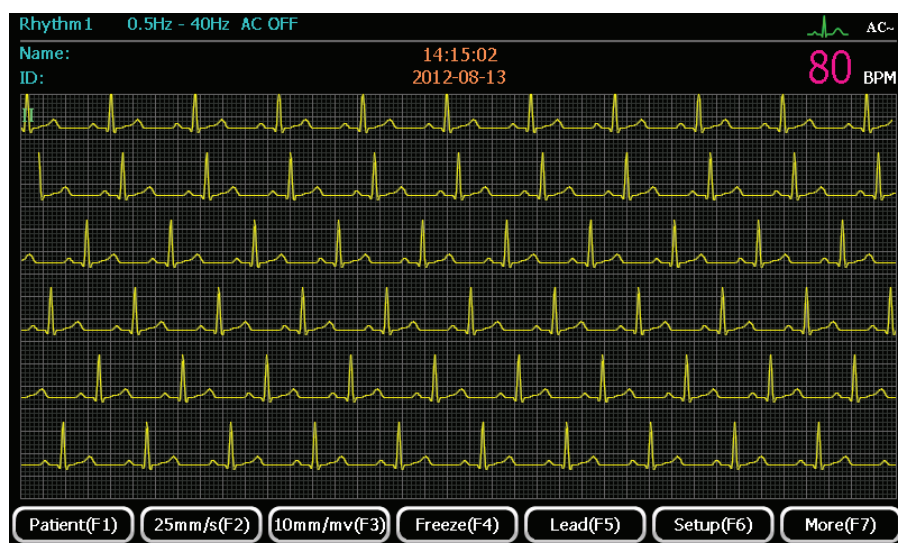 Rhythm1 0.5Hz - 40Hz AC OFF AC~
Name: 14:15:02
ID: 2012-08-13 80 BPM
II
Patient(F1) 25mm/s(F2) 10mm/mv(F3) Freeze(F4) Lead(F5) Setup(F6) More(F7)